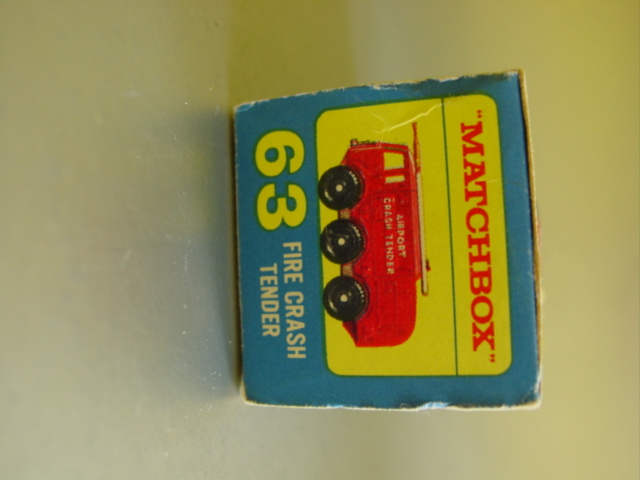 "MATCHBOX"
AIRPORT
CRASH TENDER
63 FIRE CRASH
TENDER